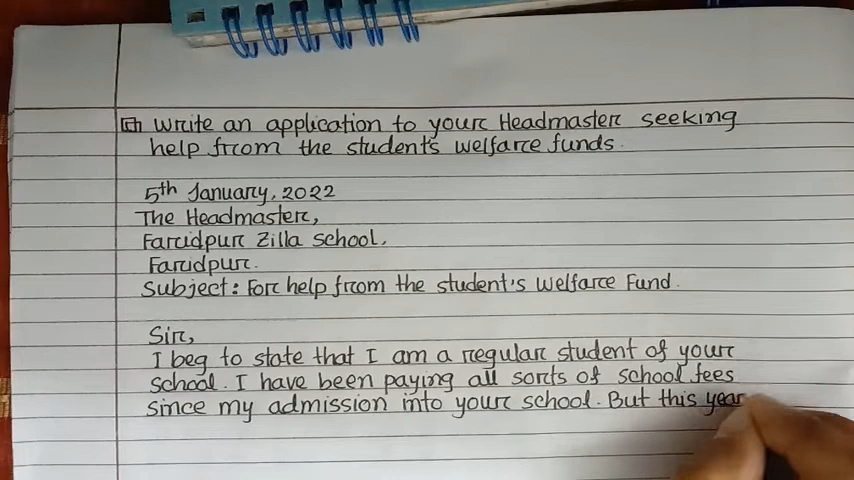 Write an application to your Headmaster seeking
help from the student's welfare funds.
5th January, 2022
The Headmaster,
Faridpur Zilla School,
Faridpur.
Subject: For help from the student's Welfare Fund.
Sir,
I beg to state that I am a regular student of your
school. I have been paying all sorts of school fees
since my admission into your school. But this year